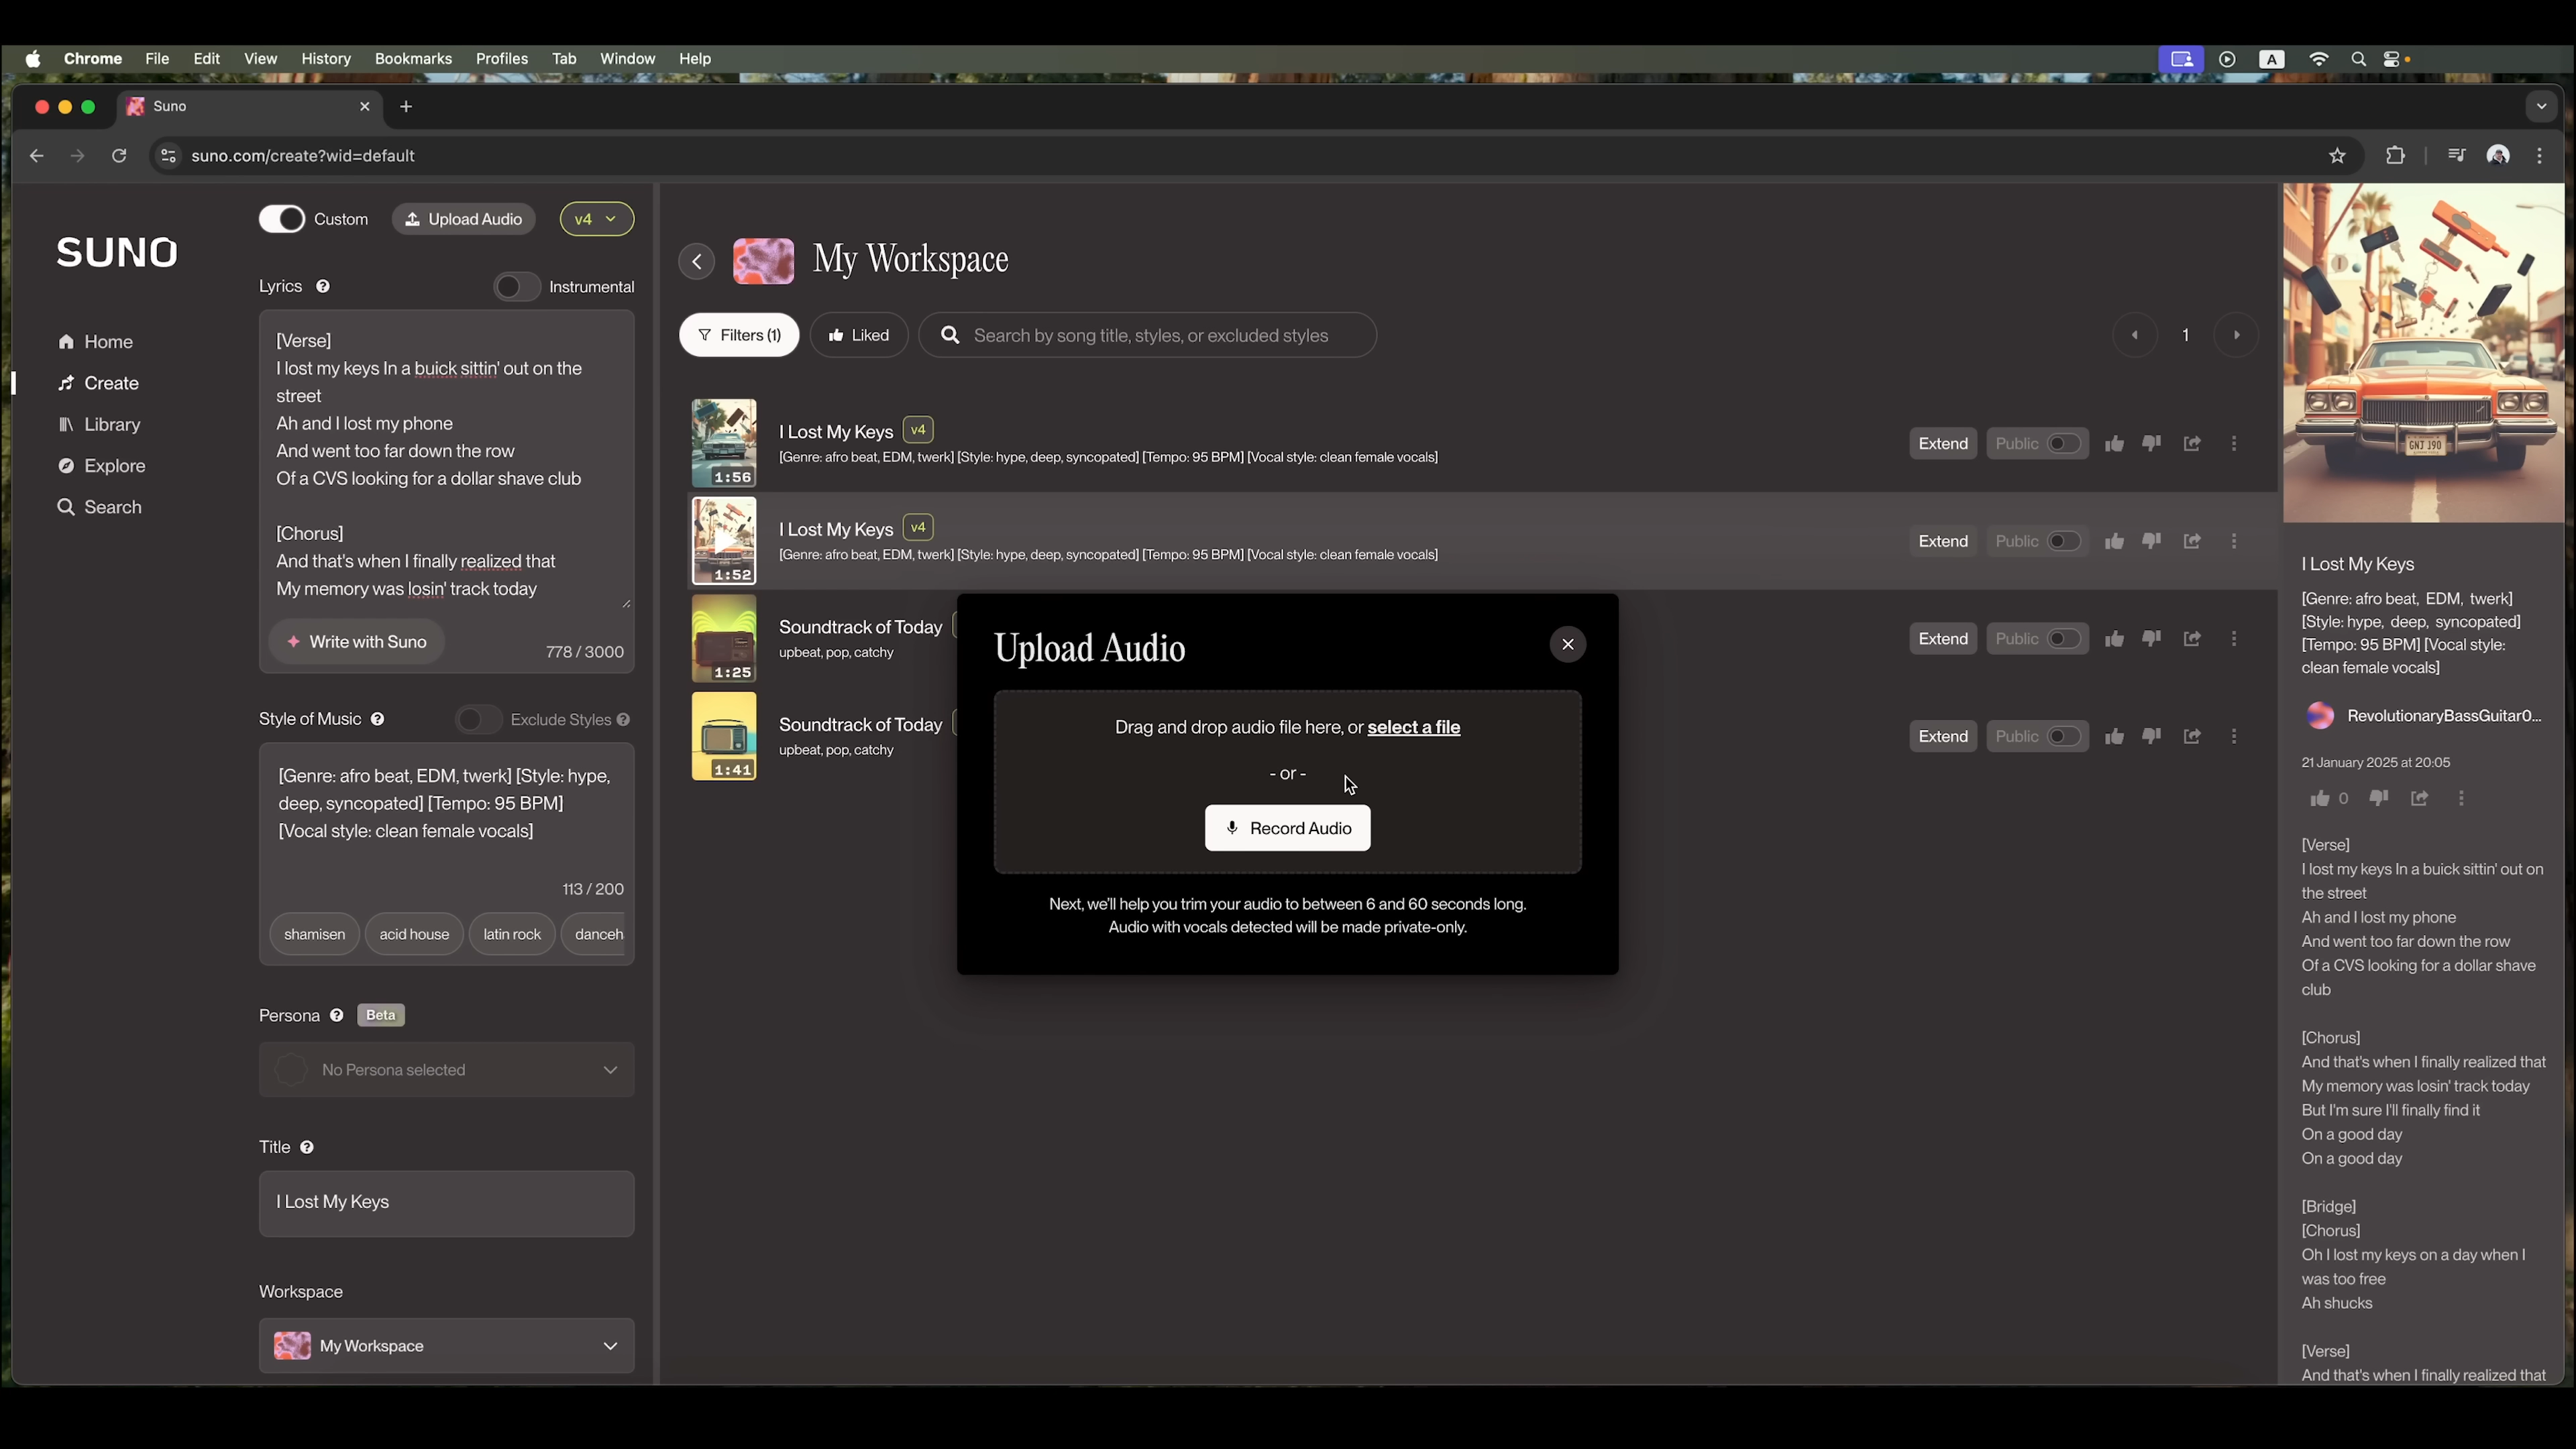 Chrome File Edit View History Bookmarks Profiles Tab Window Help
A
Suno
suno.com/create?wid=default
SUNO
Home
Create
Library
Explore
Search
Custom
Upload Audio
v4
Lyrics
Instrumental
[Verse]
I lost my keys In a buick sittin' out on the
street
Ah and I lost my phone
And went too far down the row
Of a CVS looking for a dollar shave club
[Chorus]
And that's when I finally realized that
My memory was losin' track today
Write with Suno
778 / 3000
Style of Music
Exclude Styles
[Genre: afro beat, EDM, twerk] [Style: hype,
deep, syncopated] [Tempo: 95 BPM]
[Vocal style: clean female vocals]
113 / 200
shamisen
acid house
latin rock
danceh
Persona
Beta
No Persona selected
Title
I Lost My Keys
Workspace
My Workspace
My Workspace
Filters (1)
Liked
Search by song title, styles, or excluded styles
1
1:56
I Lost My Keys v4
[Genre: afro beat, EDM, twerk] [Style: hype, deep, syncopated] [Tempo: 95 BPM] [Vocal style: clean female vocals]
Extend
Public
1:52
I Lost My Keys v4
[Genre: afro beat, EDM, twerk] [Style: hype, deep, syncopated] [Tempo: 95 BPM] [Vocal style: clean female vocals]
Extend
Public
1:25
Soundtrack of Today
upbeat, pop, catchy
Extend
Public
1:41
Soundtrack of Today
upbeat, pop, catchy
Extend
Public
Upload Audio
Drag and drop audio file here, or select a file
- or -
Record Audio
Next, we'll help you trim your audio to between 6 and 60 seconds long.
Audio with vocals detected will be made private-only.
GNJ 190
I Lost My Keys
[Genre: afro beat, EDM, twerk]
[Style: hype, deep, syncopated]
[Tempo: 95 BPM] [Vocal style:
clean female vocals]
RevolutionaryBassGuitar0...
21 January 2025 at 20:05
0
[Verse]
I lost my keys In a buick sittin' out on
the street
Ah and I lost my phone
And went too far down the row
Of a CVS looking for a dollar shave
club
[Chorus]
And that's when I finally realized that
My memory was losin' track today
But I'm sure I'll finally find it
On a good day
On a good day
[Bridge]
[Chorus]
Oh I lost my keys on a day when I
was too free
Ah shucks
[Verse]
And that's when I finally realized that